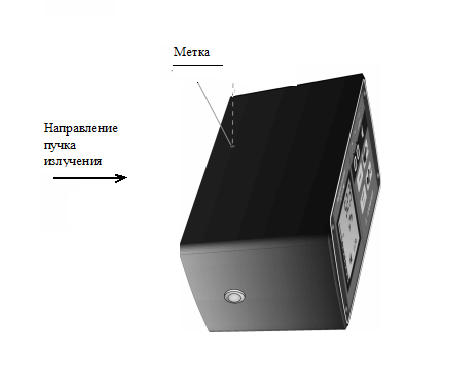 Метка
Направление
пучка
излучения